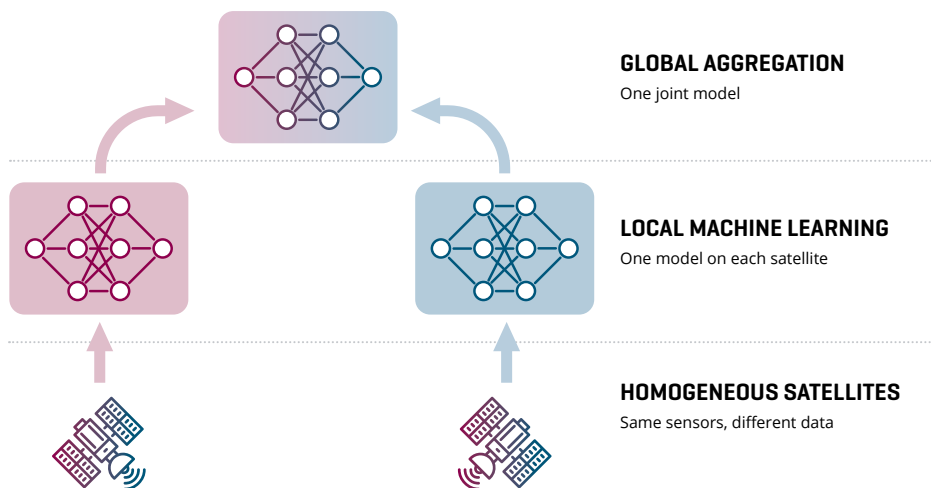 GLOBAL AGGREGATION
One joint model
LOCAL MACHINE LEARNING
One model on each satellite
HOMOGENEOUS SATELLITES
Same sensors, different data